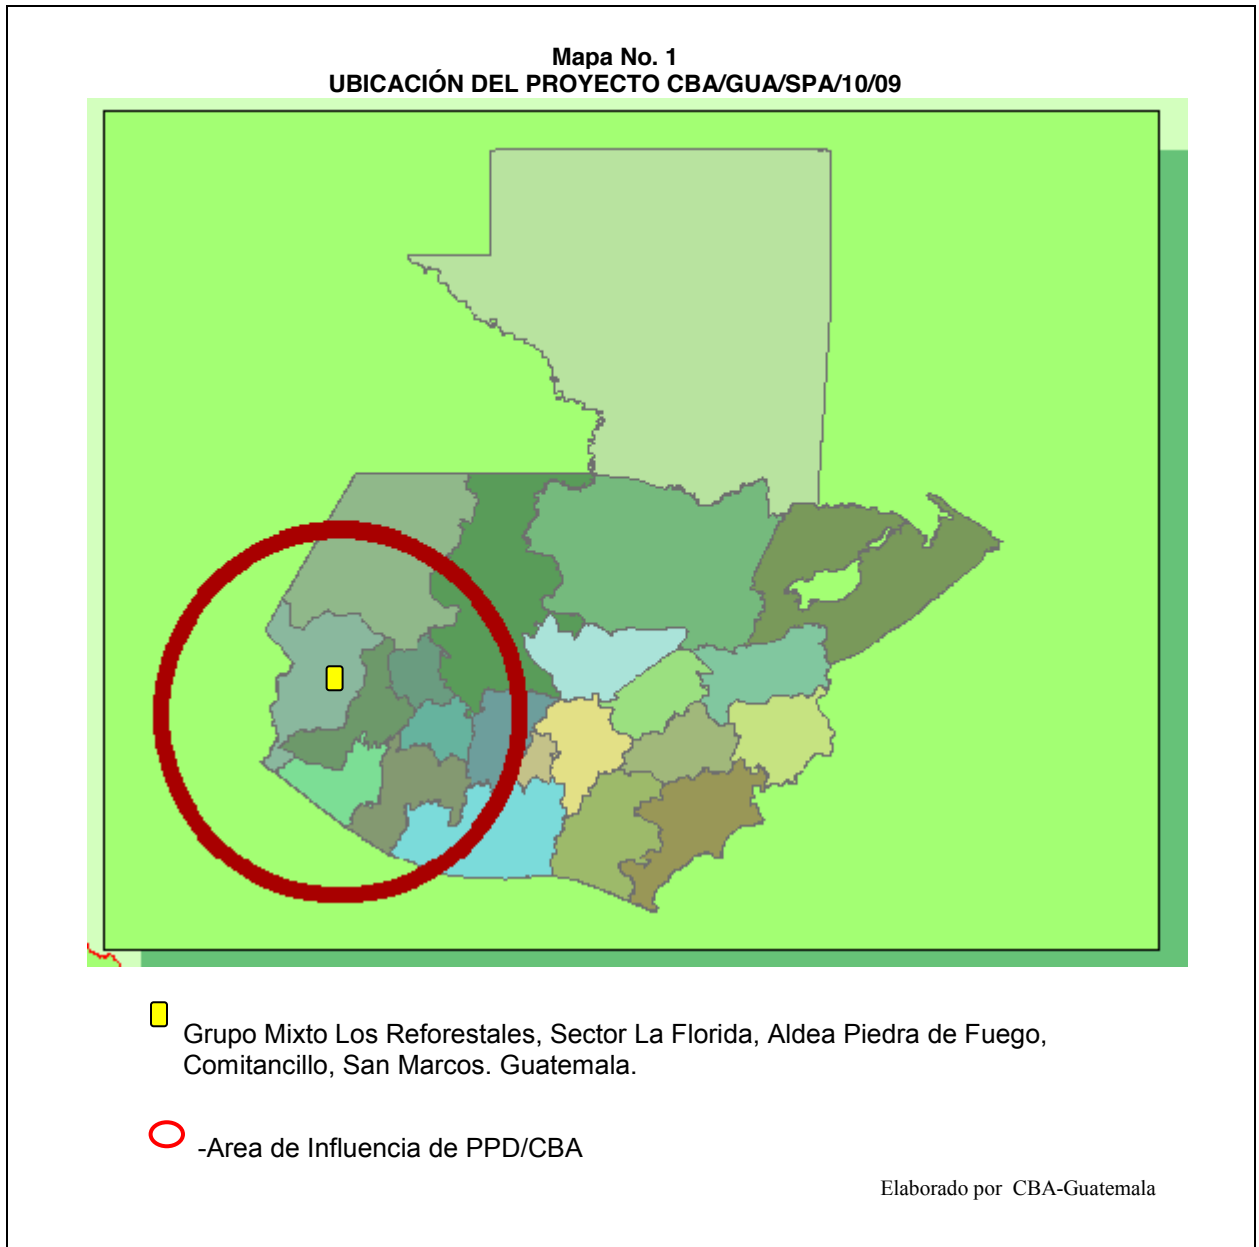 Mapa No. 1
UBICACIÓN DEL PROYECTO CBA/GUA/SPA/10/09
Grupo Mixto Los Reforestales, Sector La Florida, Aldea Piedra de Fuego,
Comitancillo, San Marcos. Guatemala.
-Area de Influencia de PPD/CBA
Elaborado por CBA-Guatemala